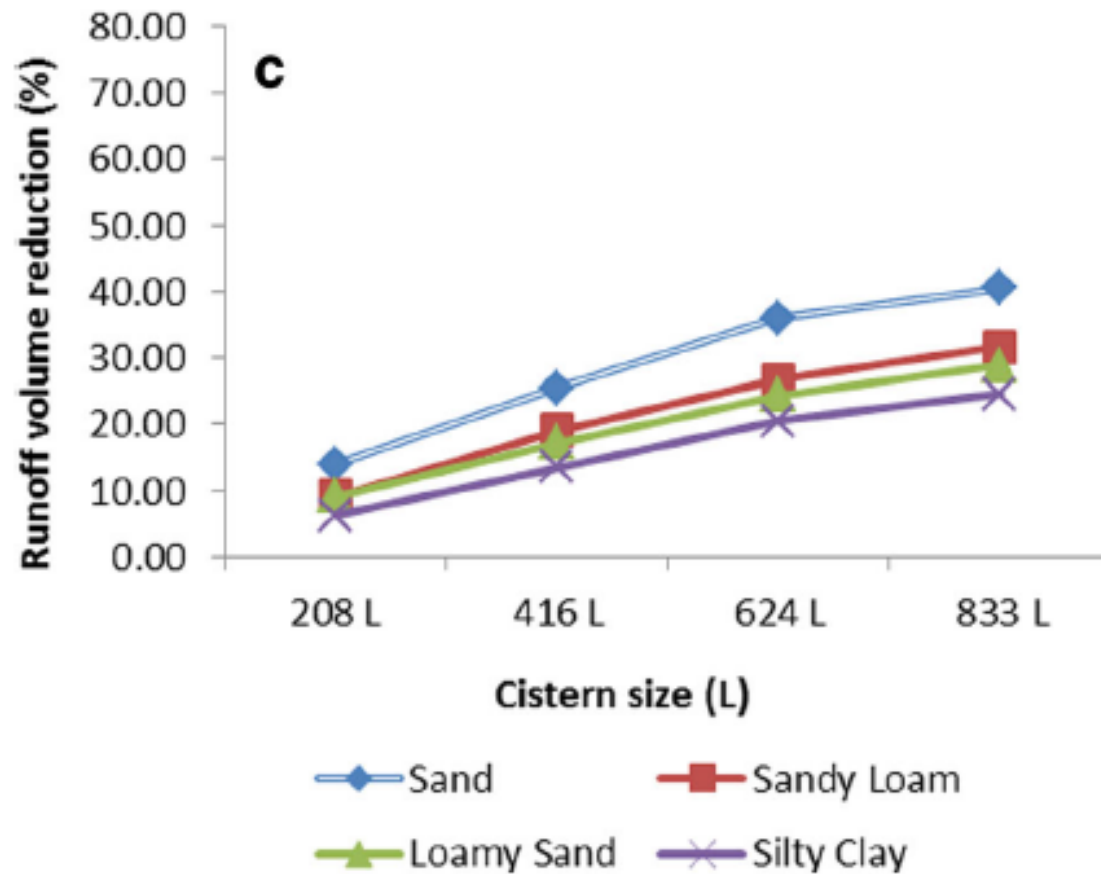 c
Runoff volume reduction (%)
80.00
70.00
60.00
50.00
40.00
30.00
20.00
10.00
0.00
208 L 416 L 624 L 833 L
Cistern size (L)
Sand Sandy Loam
Loamy Sand Silty Clay